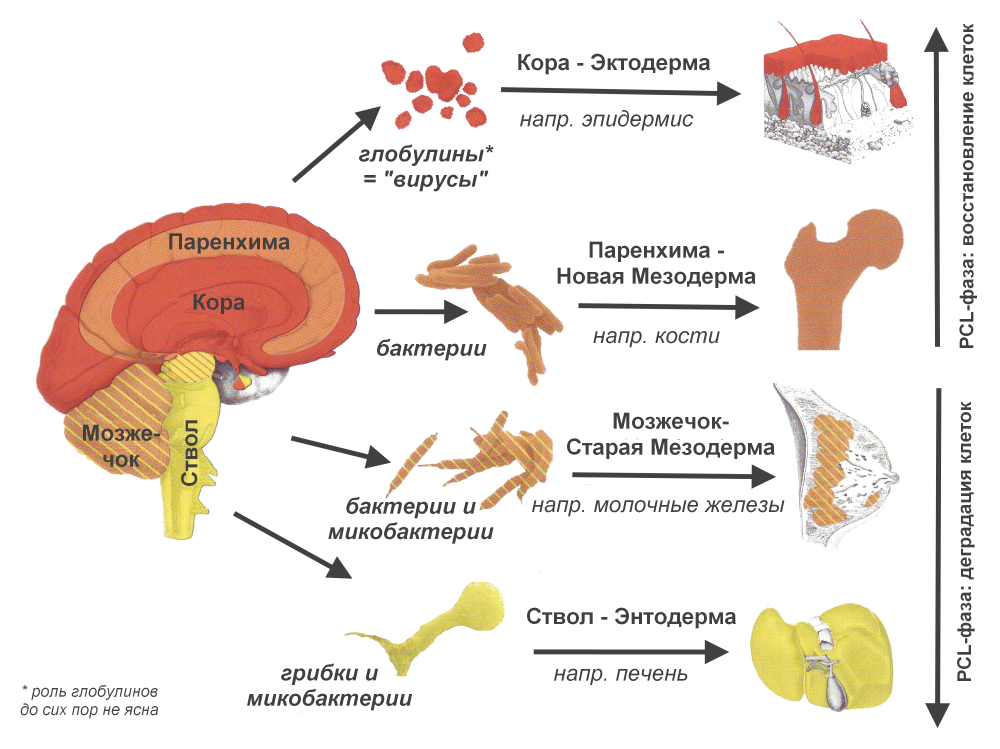 Кора - Эктодерма
напр. эпидермис
глобулины*
= "вирусы"
Паренхима
Кора
Мозже-
чок
Ствол
бактерии
Паренхима -
Новая Мезодерма
напр. кости
бактерии и
микобактерии
Мозжечок-
Старая Мезодерма
напр. молочные железы
грибки и
микобактерии
Ствол - Энтодерма
напр. печень
PCL-фаза: восстановление клеток
PCL-фаза: деградация клеток
* роль глобулинов
до сих пор не ясна